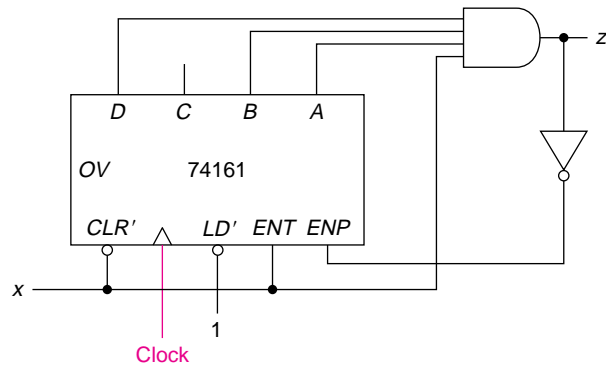 z
D C B A
OV 74161
CLR′ LD′ ENT ENP
x
1
Clock